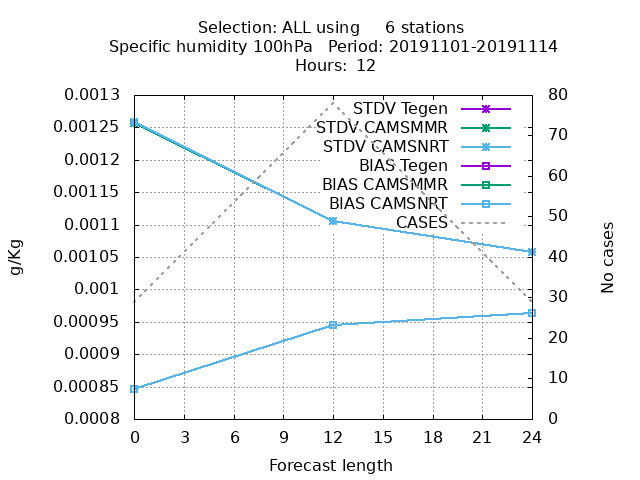 Selection: ALL using     6 stations
Specific humidity 100hPa   Period: 20191101-20191114
Hours:  12
0.0013
0.00125
0.0012
0.00115
0.0011
0.00105
0.001
0.00095
0.0009
0.00085
0.0008
g/Kg
STDV Tegen
STDV CAMSMMR
STDV CAMSNRT
BIAS Tegen
BIAS CAMSMMR
BIAS CAMSNRT
CASES
80
70
60
50
40
30
20
10
0
No cases
0 3 6 9 12 15 18 21 24
Forecast length